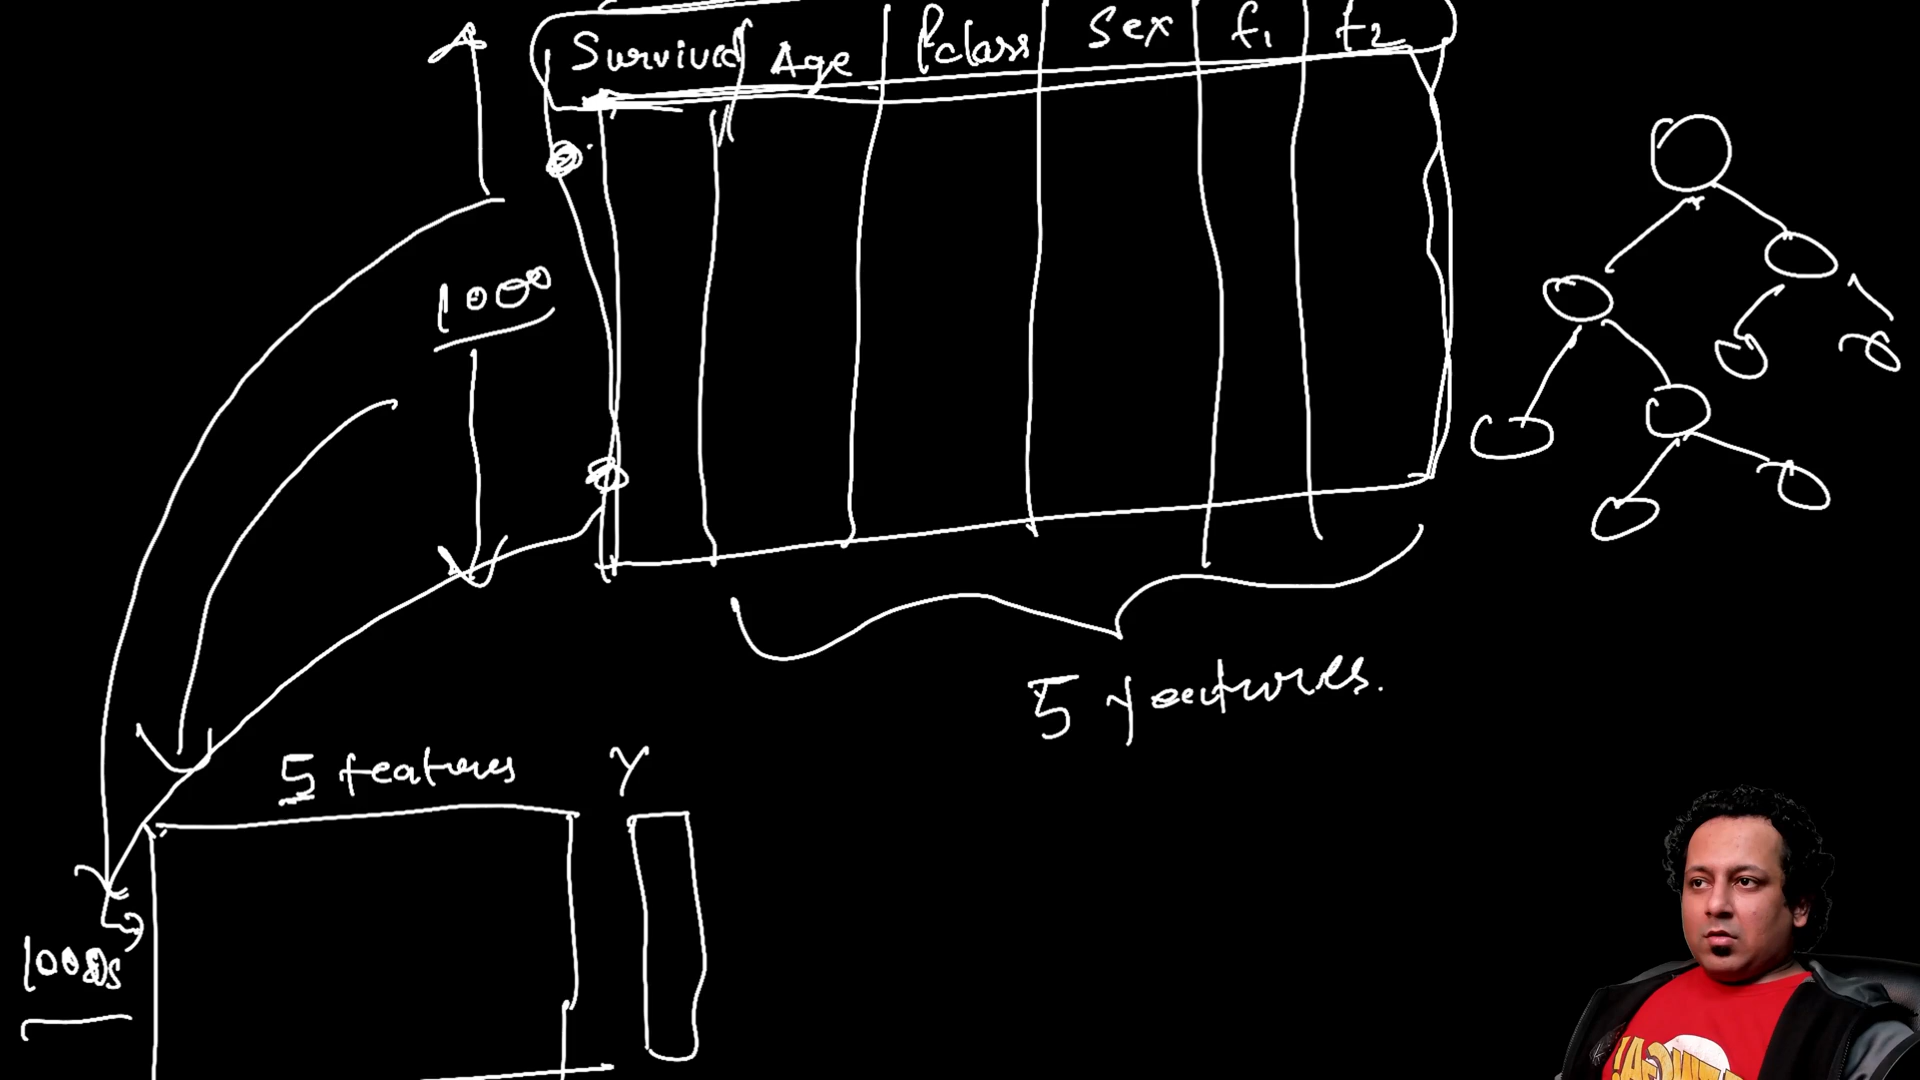 Survived Age Pclass Sex f1 f2
1000
5 features.
5 features Y
1000s